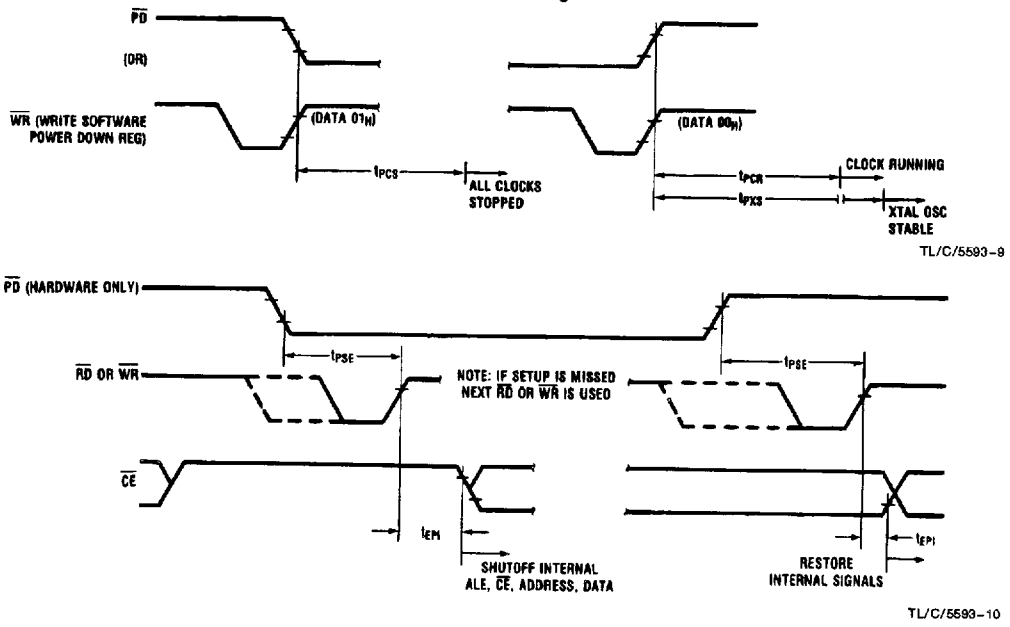 PD
(OR)
WR (WRITE SOFTWARE
POWER DOWN REG)
(DATA 01H)
(DATA 00H)
tPCS
ALL CLOCKS
STOPPED
tPCR
CLOCK RUNNING
tPXS
XTAL OSC
STABLE
TL/C/5593-9
PD (HARDWARE ONLY)
tPSE
tPSE
RD OR WR
NOTE: IF SETUP IS MISSED
NEXT RD OR WR IS USED
CE
tEPI
tEPI
SHUTOFF INTERNAL
ALE, CE, ADDRESS, DATA
RESTORE
INTERNAL SIGNALS
TL/C/5593-10